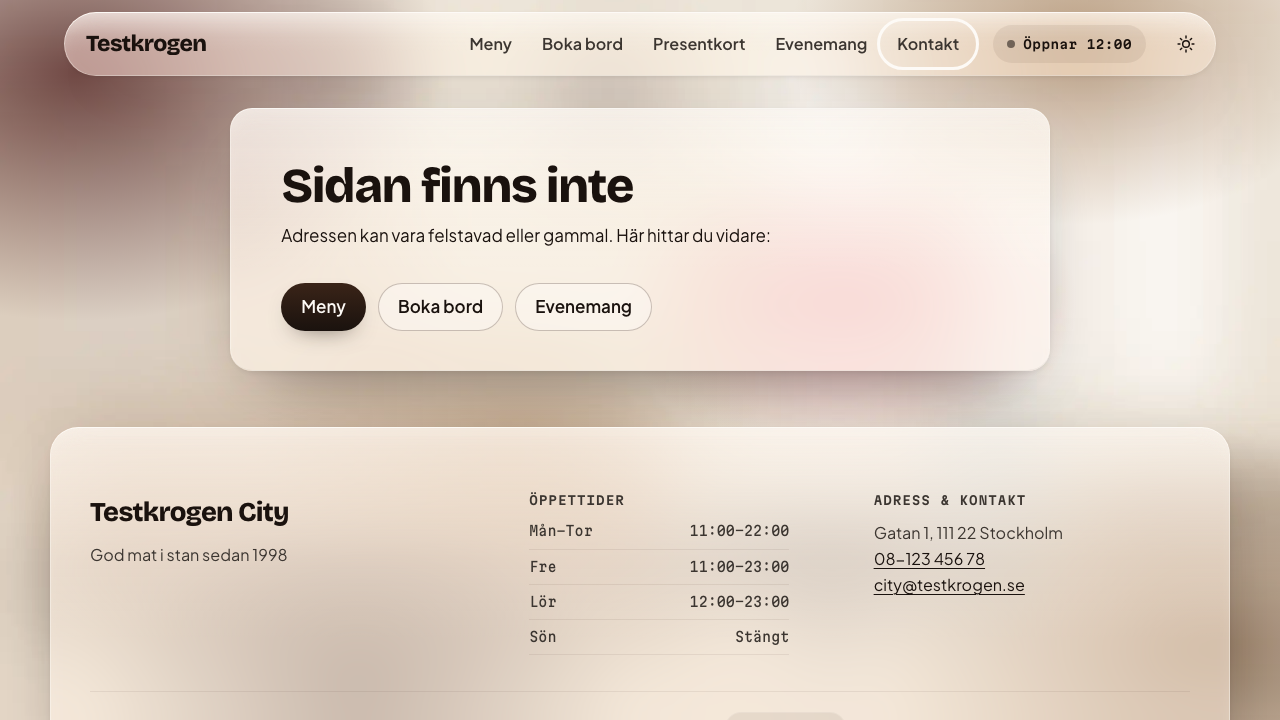 Testkrogen
Meny Boka bord Presentkort Evenemang Kontakt Öppnar 12:00
Sidan finns inte
Adressen kan vara felstavad eller gammal. Här hittar du vidare:
Meny Boka bord Evenemang
Testkrogen City
God mat i stan sedan 1998
ÖPPETTIDER
Mån–Tor 11:00–22:00
Fre 11:00–23:00
Lör 12:00–23:00
Sön Stängt
ADRESS & KONTAKT
Gatan 1, 111 22 Stockholm
08-123 456 78
city@testkrogen.se